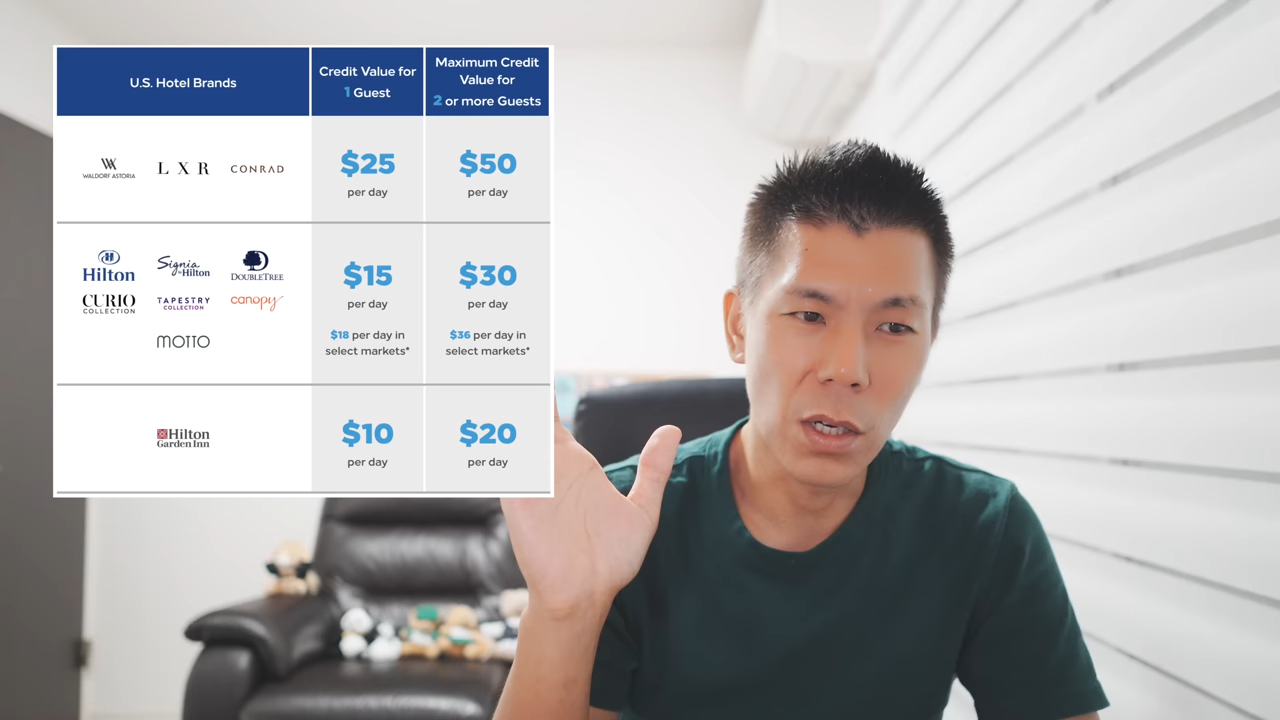 U.S. Hotel Brands
Credit Value for
1 Guest
Maximum Credit
Value for
2 or more Guests
WALDORF ASTORIA
LXR
CONRAD
$25
per day
$50
per day
Hilton
Signia
by Hilton
DOUBLETREE
CURIO
COLLECTION
TAPESTRY
COLLECTION
canopy
MOTTO
$15
per day
$18 per day in
select markets*
$30
per day
$36 per day in
select markets*
Hilton
Garden Inn
$10
per day
$20
per day